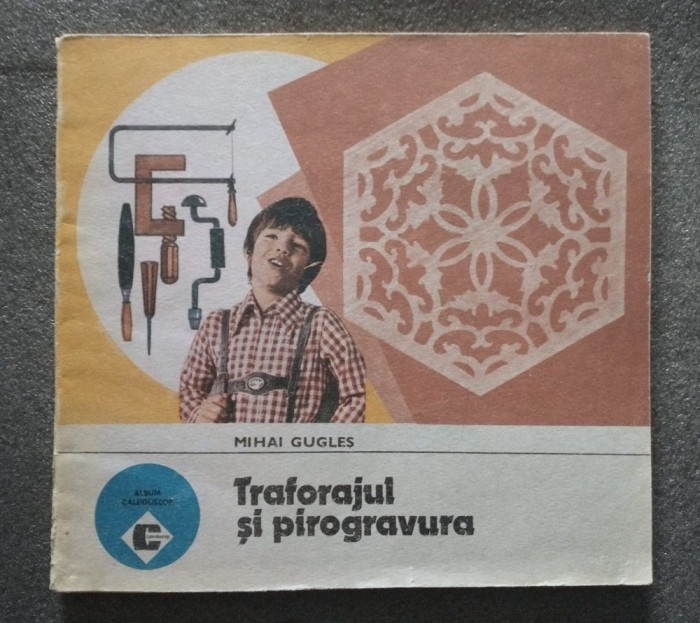 MIHAI GUGLEȘ
Traforajul
și pirogravura
ALBUM
CALEIDOSCOP
C